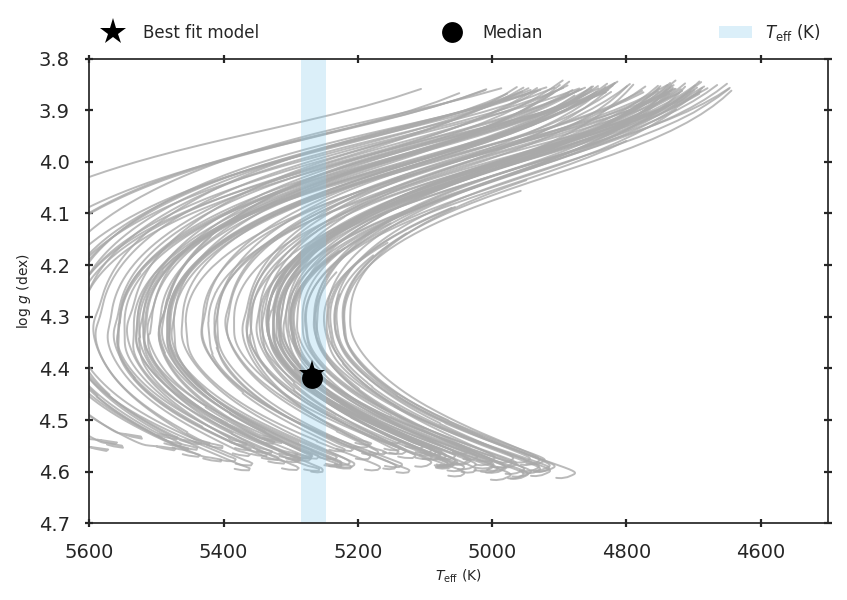 Best fit model
Median
T_eff (K)
3.8
3.9
4.0
4.1
4.2
4.3
4.4
4.5
4.6
4.7
log g (dex)
5600 5400 5200 5000 4800 4600
T_eff (K)